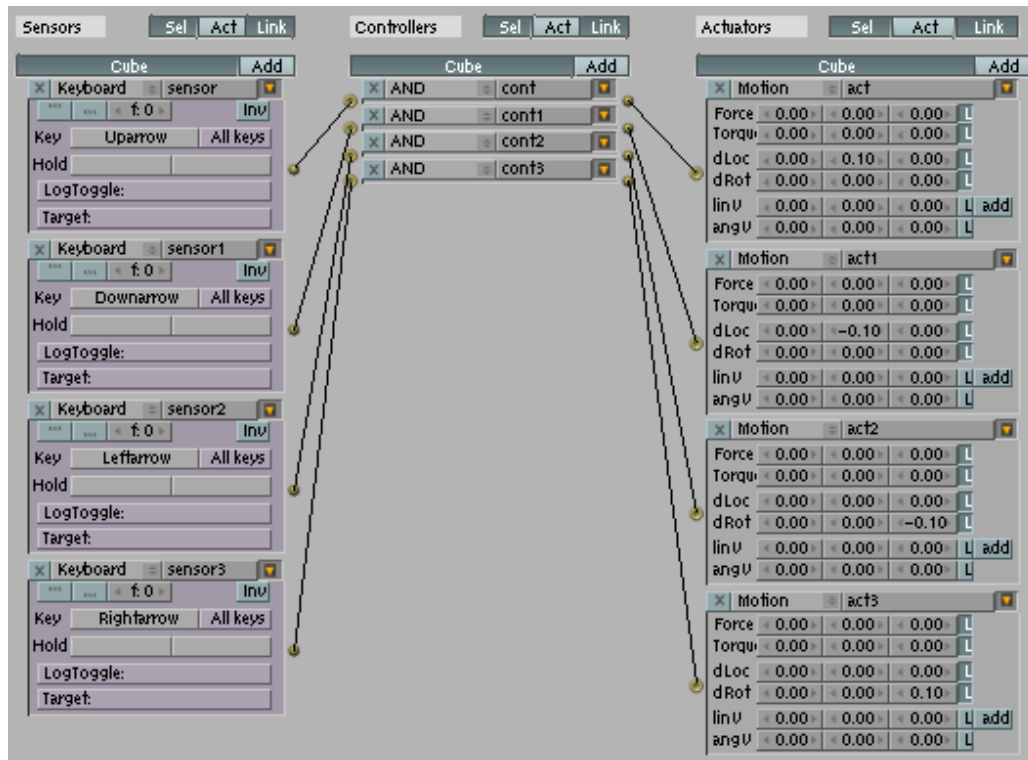 Sensors Sel Act Link
Cube Add
X Keyboard sensor
''' ... f: 0 Inv
Key Uparrow All keys
Hold
LogToggle:
Target:
X Keyboard sensor1
''' ... f: 0 Inv
Key Downarrow All keys
Hold
LogToggle:
Target:
X Keyboard sensor2
''' ... f: 0 Inv
Key Leftarrow All keys
Hold
LogToggle:
Target:
X Keyboard sensor3
''' ... f: 0 Inv
Key Rightarrow All keys
Hold
LogToggle:
Target:
Controllers Sel Act Link
Cube Add
X AND cont
X AND cont1
X AND cont2
X AND cont3
Actuators Sel Act Link
Cube Add
X Motion act
Force 0.00 0.00 0.00 L
Torqu 0.00 0.00 0.00 L
dLoc 0.00 0.10 0.00 L
dRot 0.00 0.00 0.00 L
linV 0.00 0.00 0.00 L add
angV 0.00 0.00 0.00 L
X Motion act1
Force 0.00 0.00 0.00 L
Torqu 0.00 0.00 0.00 L
dLoc 0.00 -0.10 0.00 L
dRot 0.00 0.00 0.00 L
linV 0.00 0.00 0.00 L add
angV 0.00 0.00 0.00 L
X Motion act2
Force 0.00 0.00 0.00 L
Torqu 0.00 0.00 0.00 L
dLoc 0.00 0.00 0.00 L
dRot 0.00 0.00 -0.10 L
linV 0.00 0.00 0.00 L add
angV 0.00 0.00 0.00 L
X Motion act3
Force 0.00 0.00 0.00 L
Torqu 0.00 0.00 0.00 L
dLoc 0.00 0.00 0.00 L
dRot 0.00 0.00 0.10 L
linV 0.00 0.00 0.00 L add
angV 0.00 0.00 0.00 L